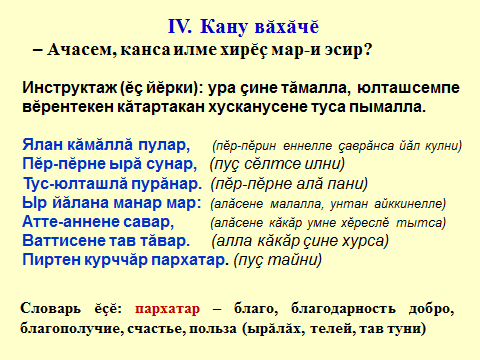 IV. Кану вӑхӑчӗ
– Ачасем, канса илме хирӗҫ мар-и эсир?
Инструктаж (ӗҫ йӗрки): ура ҫине тӑмалла, юлташсемпе
вӗрентекен кӑтартакан хусканусене туса пымалла.
Ялан кӑмӑллӑ пулар, (пӗр-пӗрин еннелле ҫаврӑнса йӑл кулни)
Пӗр-пӗрне ырӑ сунар, (пуҫ сӗлтсе илни)
Тус-юлташлӑ пурӑнар. (пӗр-пӗрне алӑ пани)
Ыр йӑлана манар мар: (алӑсене малалла, унтан айккинелле)
Атте-аннене савар, (алӑсене кӑкӑр умне хӗреслӗ тытса)
Ваттисене тав тӑвар. (алла кӑкӑр ҫине хурса)
Пиртен курччӑр пархатар. (пуҫ тайни)
Словарь ӗҫӗ: пархатар – благо, благодарность добро,
благополучие, счастье, польза (ырӑлӑх, телей, тав туни)